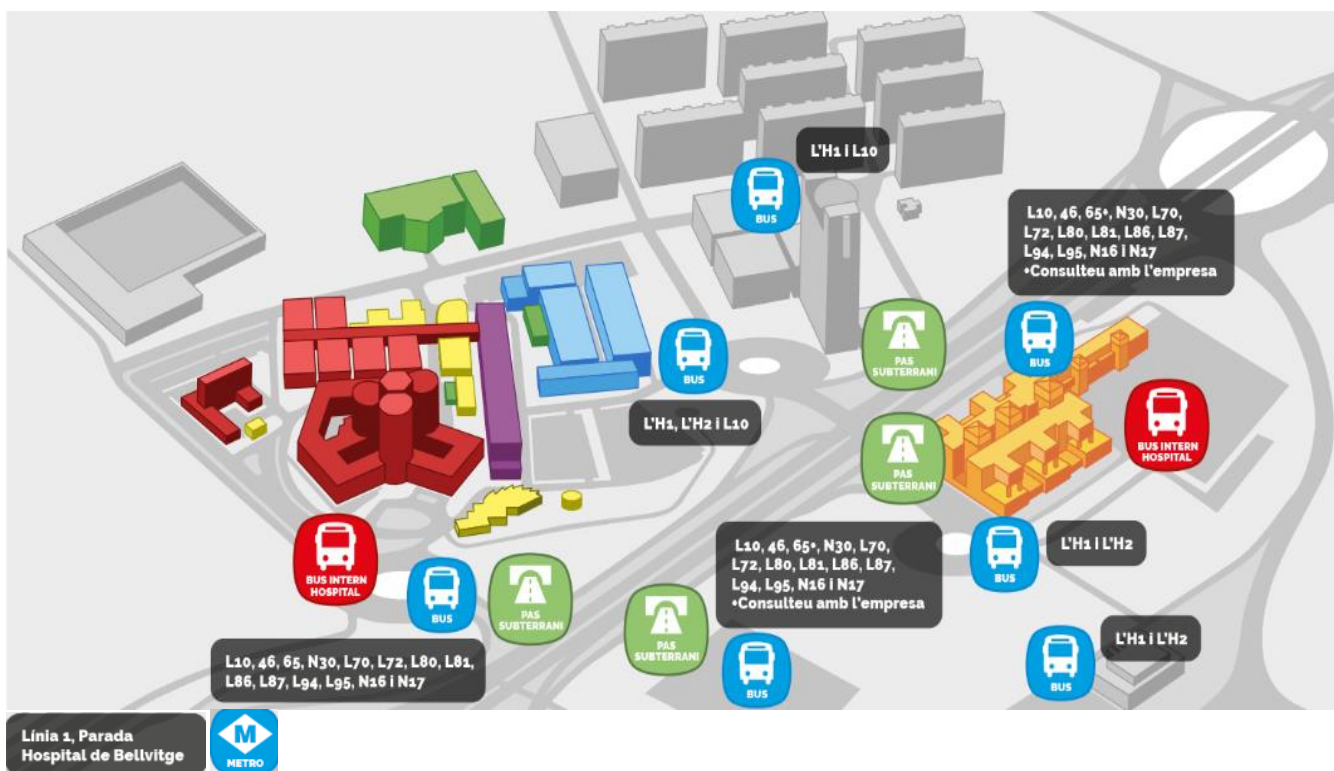 L'H1 i L10
BUS
L10, 46, 65•, N30, L70,
L72, L80, L81, L86, L87,
L94, L95, N16 i N17
•Consulteu amb l'empresa
PAS
SUBTERRANI
BUS
BUS
L'H1, L'H2 i L10
BUS INTERN
HOSPITAL
PAS
SUBTERRANI
L10, 46, 65•, N30, L70,
L72, L80, L81, L86, L87,
L94, L95, N16 i N17
•Consulteu amb l'empresa
L'H1 i L'H2
BUS
BUS INTERN
HOSPITAL
BUS
PAS
SUBTERRANI
PAS
SUBTERRANI
BUS
L'H1 i L'H2
BUS
L10, 46, 65, N30, L70, L72, L80, L81,
L86, L87, L94, L95, N16 i N17
Línia 1, Parada
Hospital de Bellvitge
M
METRO